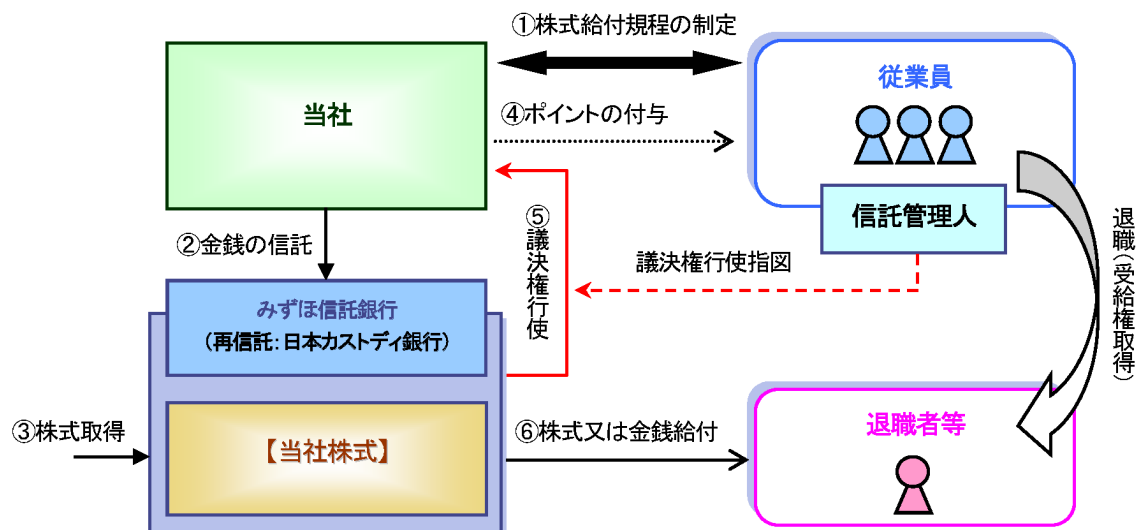 ①株式給付規程の制定
当社
従業員
④ポイントの付与
信託管理人
②金銭の信託
⑤議決権行使
議決権行使指図
退職(受給権取得)
みずほ信託銀行
(再信託:日本カストディ銀行)
③株式取得
【当社株式】
⑥株式又は金銭給付
退職者等